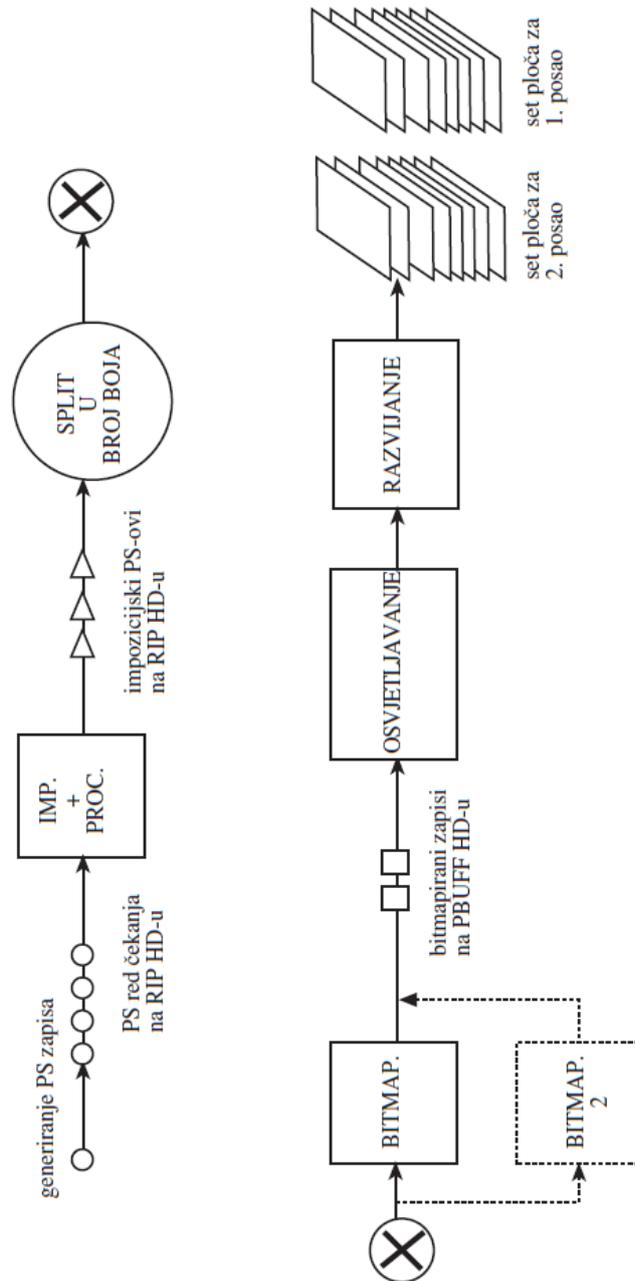 generiranje PS zapisa
PS red čekanja
na RIP HD-u
IMP.
+
PROC.
impozicijski PS-ovi
na RIP HD-u
SPLIT
U
BROJ BOJA
BITMAP.
BITMAP.
2
bitmapirani zapisi
na PBUFF HD-u
OSVJETLJAVANJE
RAZVIJANJE
set ploča za
2. posao
set ploča za
1. posao